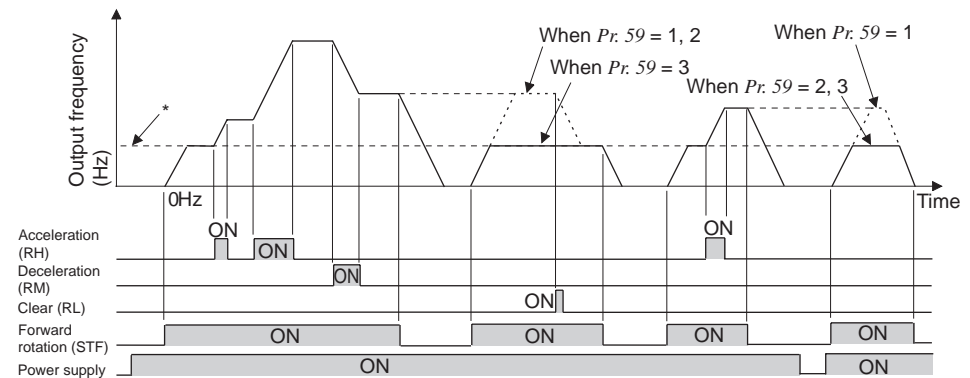 Output frequency
(Hz)
*
When Pr. 59 = 1, 2
When Pr. 59 = 3
When Pr. 59 = 1
When Pr. 59 = 2, 3
0Hz
Time
Acceleration
(RH)
ON
ON
ON
Deceleration
(RM)
ON
Clear (RL)
ON
Forward
rotation (STF)
ON
ON
ON
ON
Power supply
ON
ON